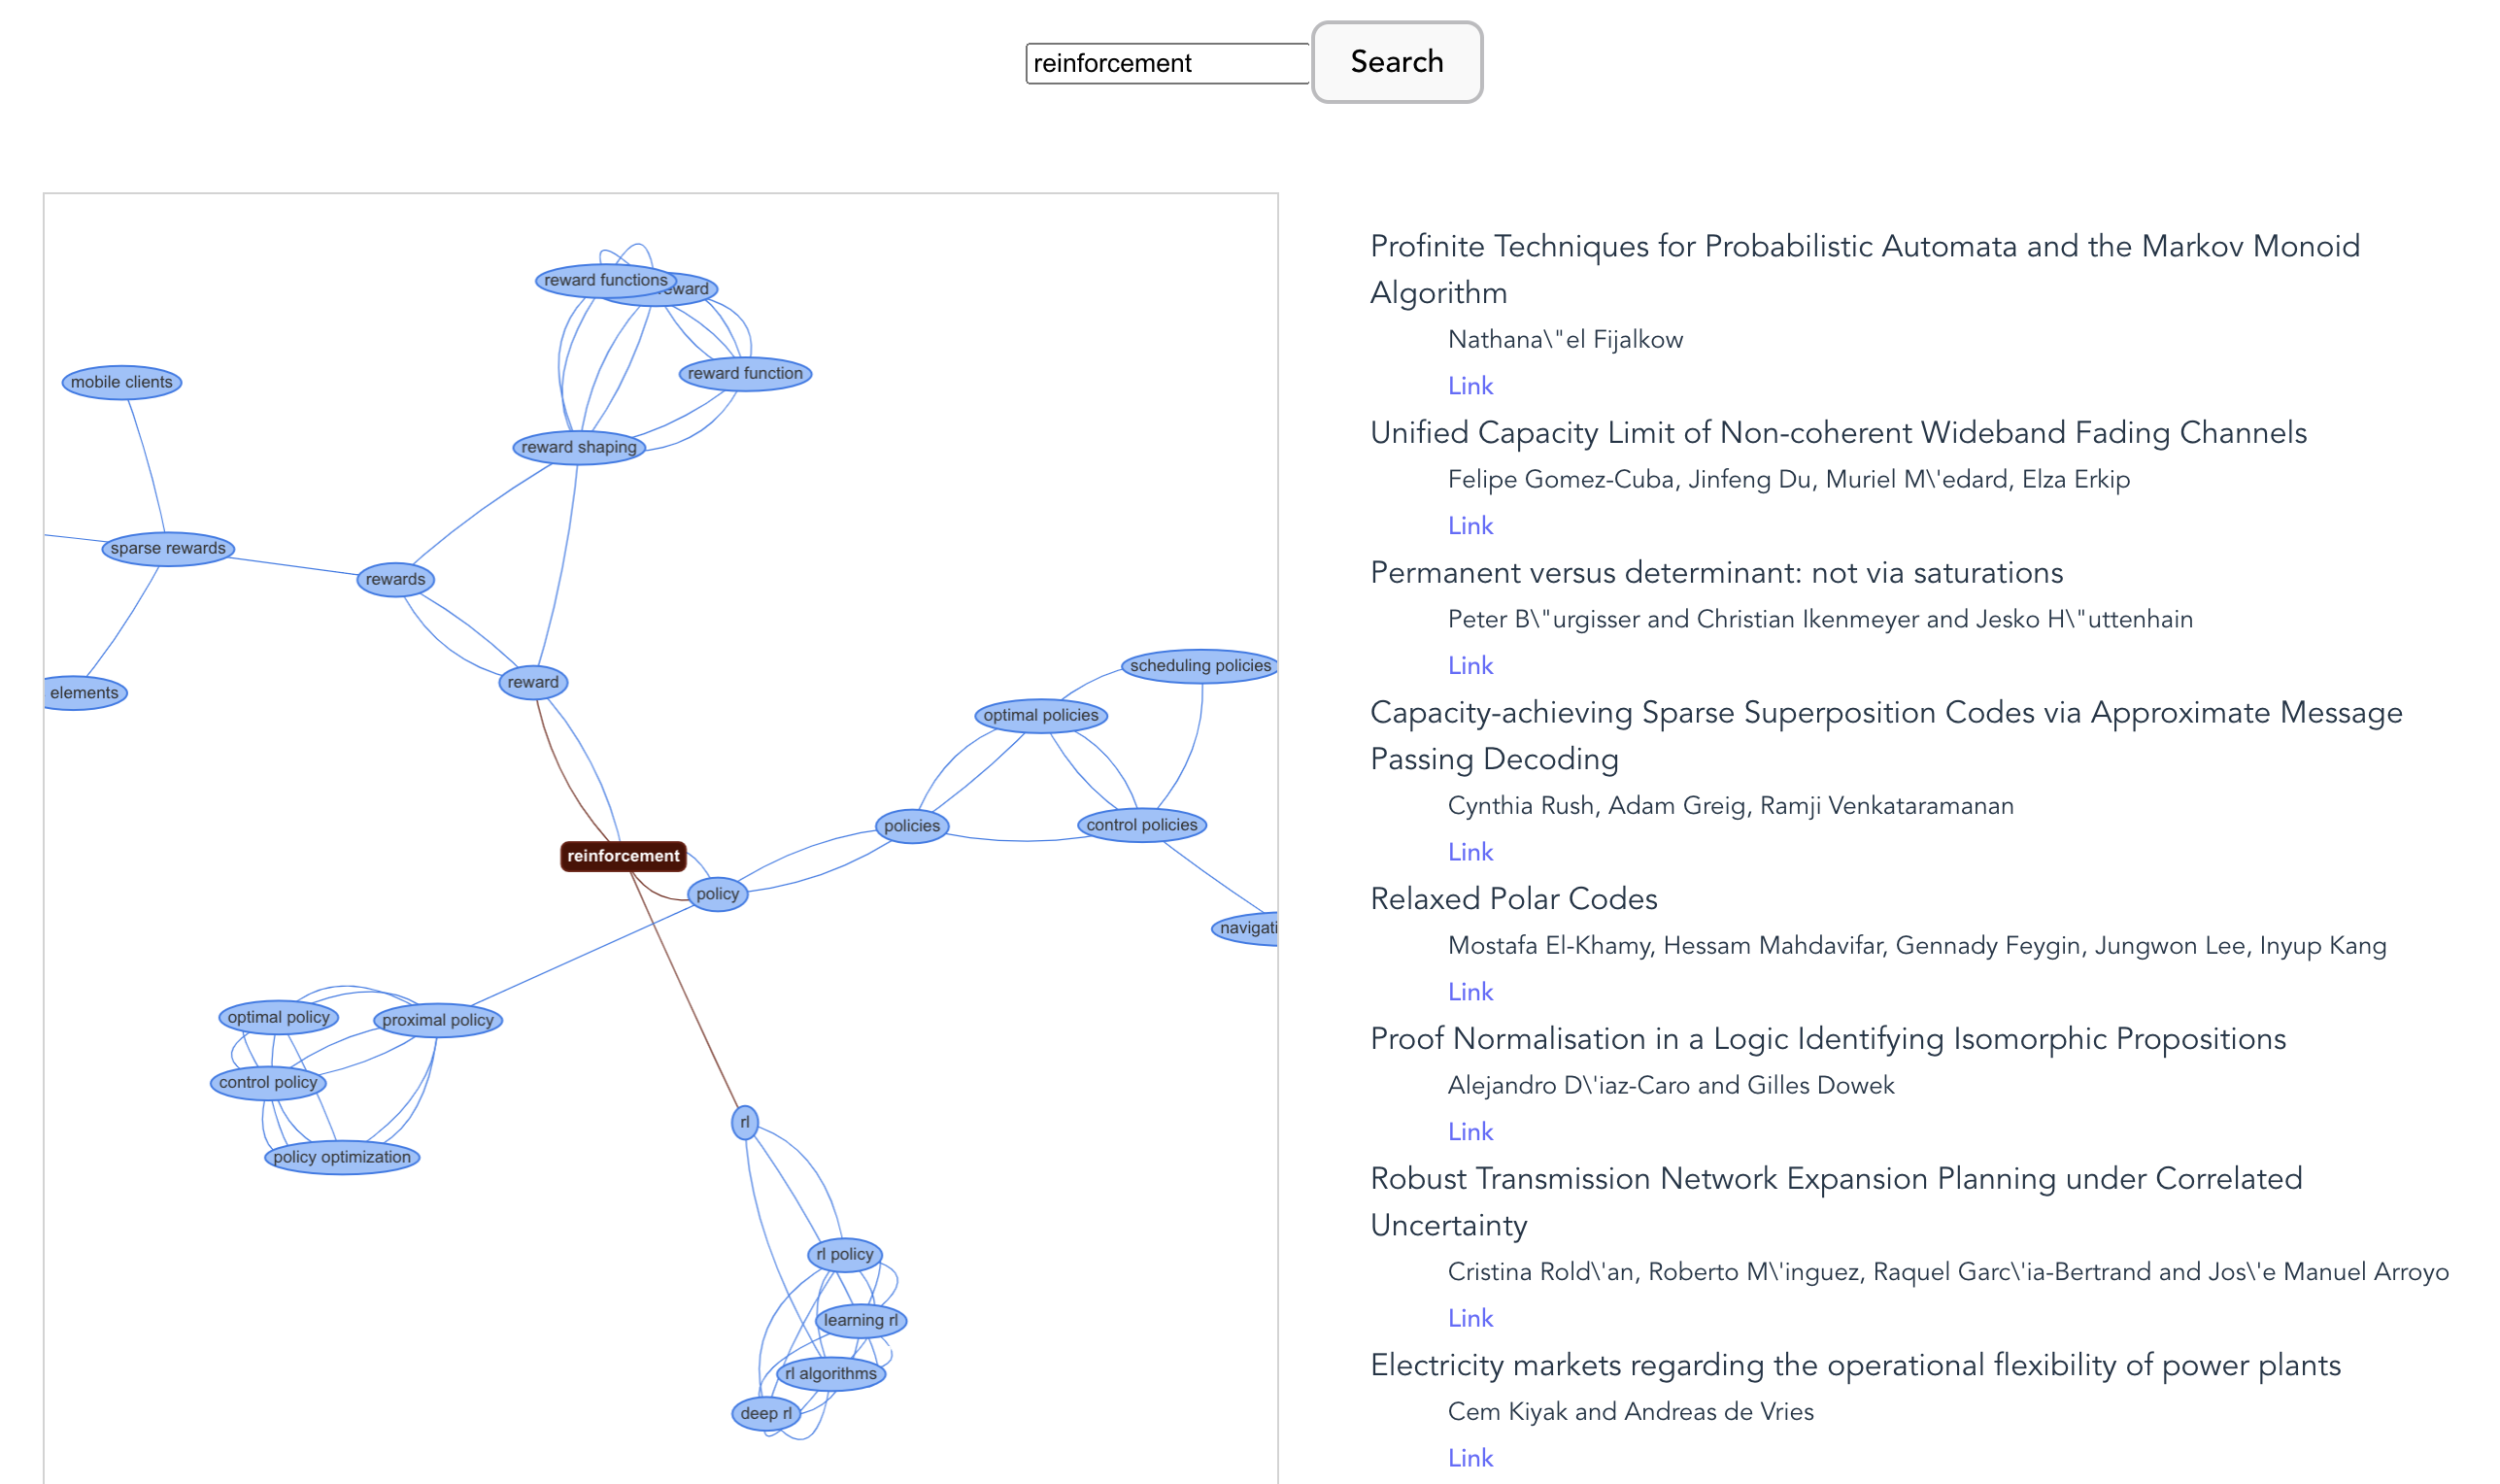 reinforcement
Search
reward functions
eward
reward function
mobile clients
reward shaping
sparse rewards
rewards
elements
reward
scheduling policies
optimal policies
policies
control policies
reinforcement
policy
navigati
optimal policy
proximal policy
control policy
rl
policy optimization
rl policy
learning rl
rl algorithms
deep rl
Profinite Techniques for Probabilistic Automata and the Markov Monoid
Algorithm
Nathana\"el Fijalkow
Link
Unified Capacity Limit of Non-coherent Wideband Fading Channels
Felipe Gomez-Cuba, Jinfeng Du, Muriel M\'edard, Elza Erkip
Link
Permanent versus determinant: not via saturations
Peter B\"urgisser and Christian Ikenmeyer and Jesko H\"uttenhain
Link
Capacity-achieving Sparse Superposition Codes via Approximate Message
Passing Decoding
Cynthia Rush, Adam Greig, Ramji Venkataramanan
Link
Relaxed Polar Codes
Mostafa El-Khamy, Hessam Mahdavifar, Gennady Feygin, Jungwon Lee, Inyup Kang
Link
Proof Normalisation in a Logic Identifying Isomorphic Propositions
Alejandro D\'iaz-Caro and Gilles Dowek
Link
Robust Transmission Network Expansion Planning under Correlated
Uncertainty
Cristina Rold\'an, Roberto M\'inguez, Raquel Garc\'ia-Bertrand and Jos\'e Manuel Arroyo
Link
Electricity markets regarding the operational flexibility of power plants
Cem Kiyak and Andreas de Vries
Link